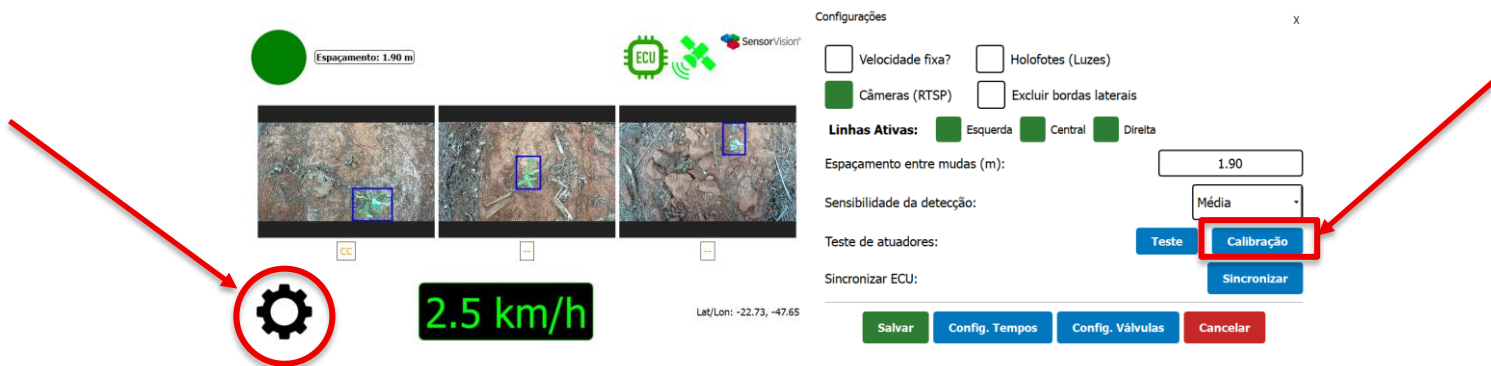 Espaçamento: 1.90 m
ECU
SensorVision®
CC
--
--
2.5 km/h
Lat/Lon: -22.73, -47.65
Configurações
X
Velocidade fixa?
Holofotes (Luzes)
Câmeras (RTSP)
Excluir bordas laterais
Linhas Ativas: Esquerda Central Direita
Espaçamento entre mudas (m): 1.90
Sensibilidade da detecção: Média
Teste de atuadores: Teste Calibração
Sincronizar ECU: Sincronizar
Salvar Config. Tempos Config. Válvulas Cancelar